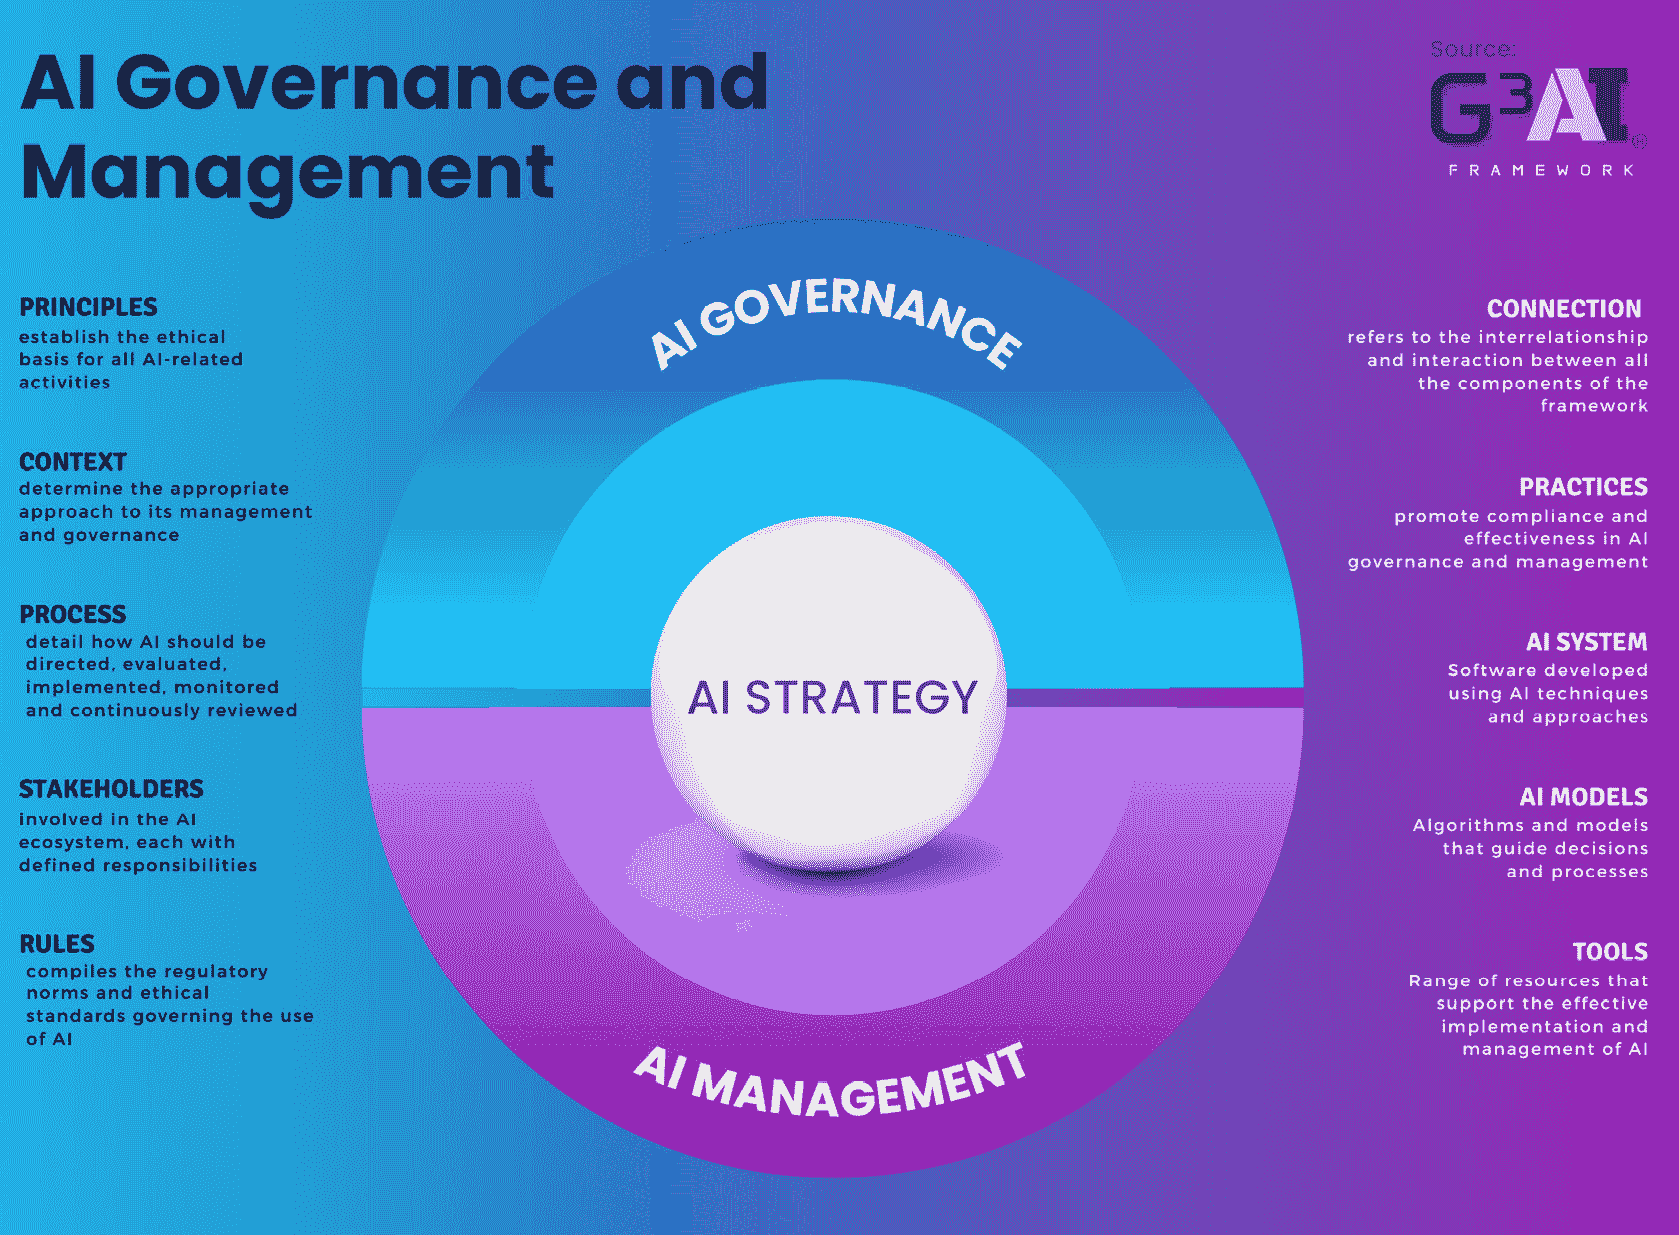 AI Governance and
Management
Source:
G³AI
®
FRAMEWORK
AI GOVERNANCE
AI STRATEGY
AI MANAGEMENT
PRINCIPLES
establish the ethical
basis for all AI-related
activities
CONTEXT
determine the appropriate
approach to its management
and governance
PROCESS
detail how AI should be
directed, evaluated,
implemented, monitored
and continuously reviewed
STAKEHOLDERS
involved in the AI
ecosystem, each with
defined responsibilities
RULES
compiles the regulatory
norms and ethical
standards governing the use
of AI
CONNECTION
refers to the interrelationship
and interaction between all
the components of the
framework
PRACTICES
promote compliance and
effectiveness in AI
governance and management
AI SYSTEM
Software developed
using AI techniques
and approaches
AI MODELS
Algorithms and models
that guide decisions
and processes
TOOLS
Range of resources that
support the effective
implementation and
management of AI